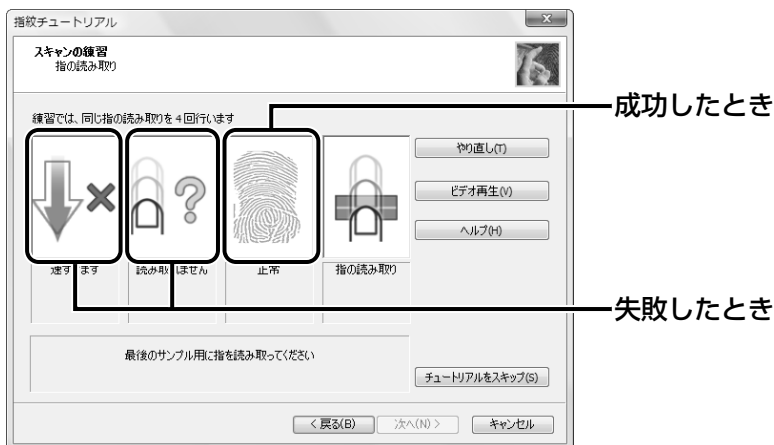 指紋チュートリアル
スキャンの練習
指の読み取り
成功したとき
練習では、同じ指の読み取りを4回行います
やり直し(T)
ビデオ再生(V)
ヘルプ(H)
正常
指の読み取り
失敗したとき
最後のサンプル用に指を読み取ってください
チュートリアルをスキップ(S)
< 戻る(B)
次へ(N) >
キャンセル